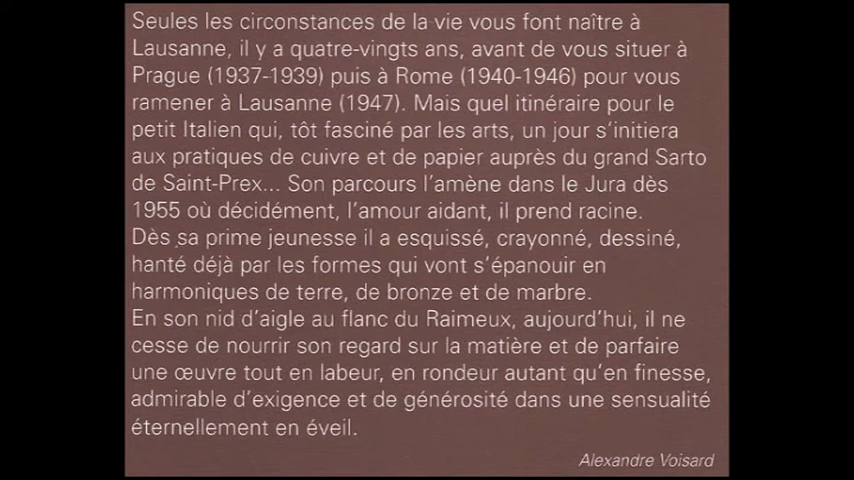 Seules les circonstances de la vie vous font naître à
Lausanne, il y a quatre-vingts ans, avant de vous situer à
Prague (1937-1939) puis à Rome (1940-1946) pour vous
ramener à Lausanne (1947). Mais quel itinéraire pour le
petit Italien qui, tôt fasciné par les arts, un jour s'initiera
aux pratiques de cuivre et de papier auprès du grand Sarto
de Saint-Prex... Son parcours l'amène dans le Jura dès
1955 où décidément, l'amour aidant, il prend racine.
Dès sa prime jeunesse il a esquissé, crayonné, dessiné,
hanté déjà par les formes qui vont s'épanouir en
harmoniques de terre, de bronze et de marbre.
En son nid d'aigle au flanc du Raimeux, aujourd'hui, il ne
cesse de nourrir son regard sur la matière et de parfaire
une œuvre tout en labeur, en rondeur autant qu'en finesse,
admirable d'exigence et de générosité dans une sensualité
éternellement en éveil.
Alexandre Voisard